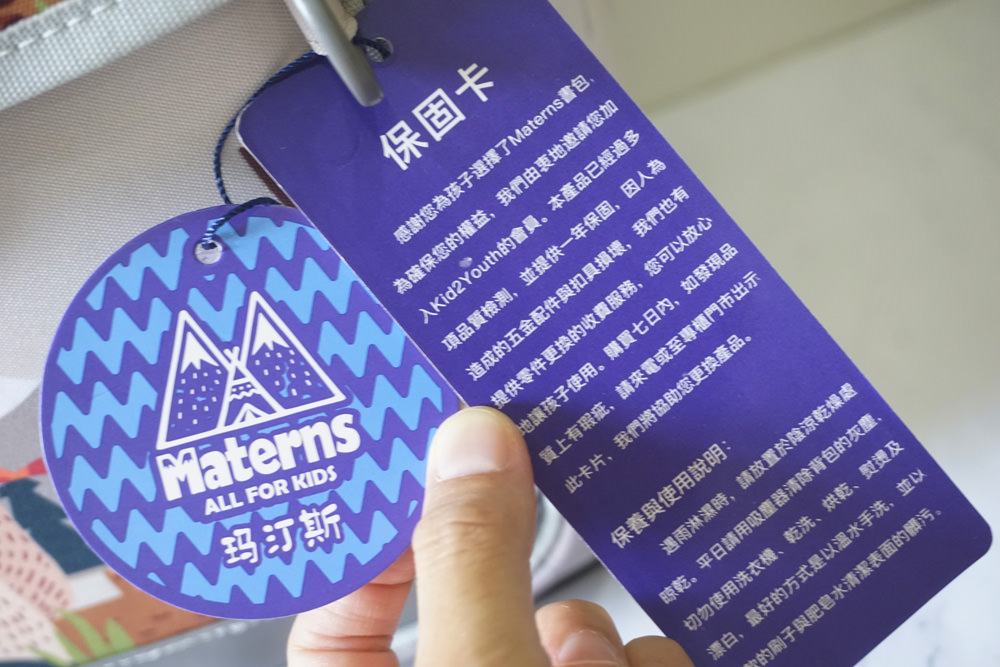 Materns
ALL FOR KIDS
玛汀斯
保固卡
感謝您為孩子選擇了Materns書包,
為確保您的權益, 我們由衷地邀請您加
入Kid2Youth的會員。本產品已經過多
項品質檢測, 並提供一年保固, 因人為
造成的五金配件與扣具損壞, 我們也有
提供零件更換的收費服務, 您可以放心
地讓孩子使用。購買七日內, 如發現品
質上有瑕疵, 請來電或至專櫃門市出示
此卡片, 我們將協助您更換產品。
保養與使用說明:
遇雨淋濕時, 請放置於陰涼乾燥處
晾乾。平日請用吸塵器清除背包的灰塵,
切勿使用洗衣機、乾洗、烘乾、熨燙及
漂白, 最好的方式是以溫水手洗, 並以
的刷子與肥皂水清潔表面的髒污。